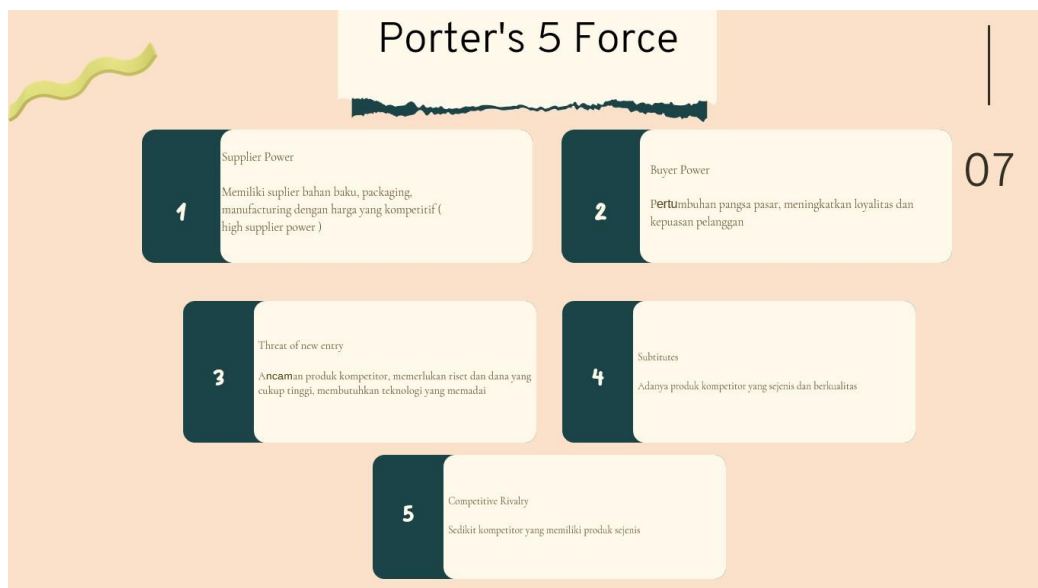 Porter's 5 Force
07
1
Supplier Power
Memiliki suplier bahan baku, packaging,
manufacturing dengan harga yang kompetitif (
high supplier power )
2
Buyer Power
Pertumbuhan pangsa pasar, meningkatkan loyalitas dan
kepuasan pelanggan
3
Threat of new entry
Ancaman produk kompetitor, memerlukan riset dan dana yang
cukup tinggi, membutuhkan teknologi yang memadai
4
Subtitutes
Adanya produk kompetitor yang sejenis dan berkualitas
5
Competitive Rivalry
Sedikit kompetitor yang memiliki produk sejenis